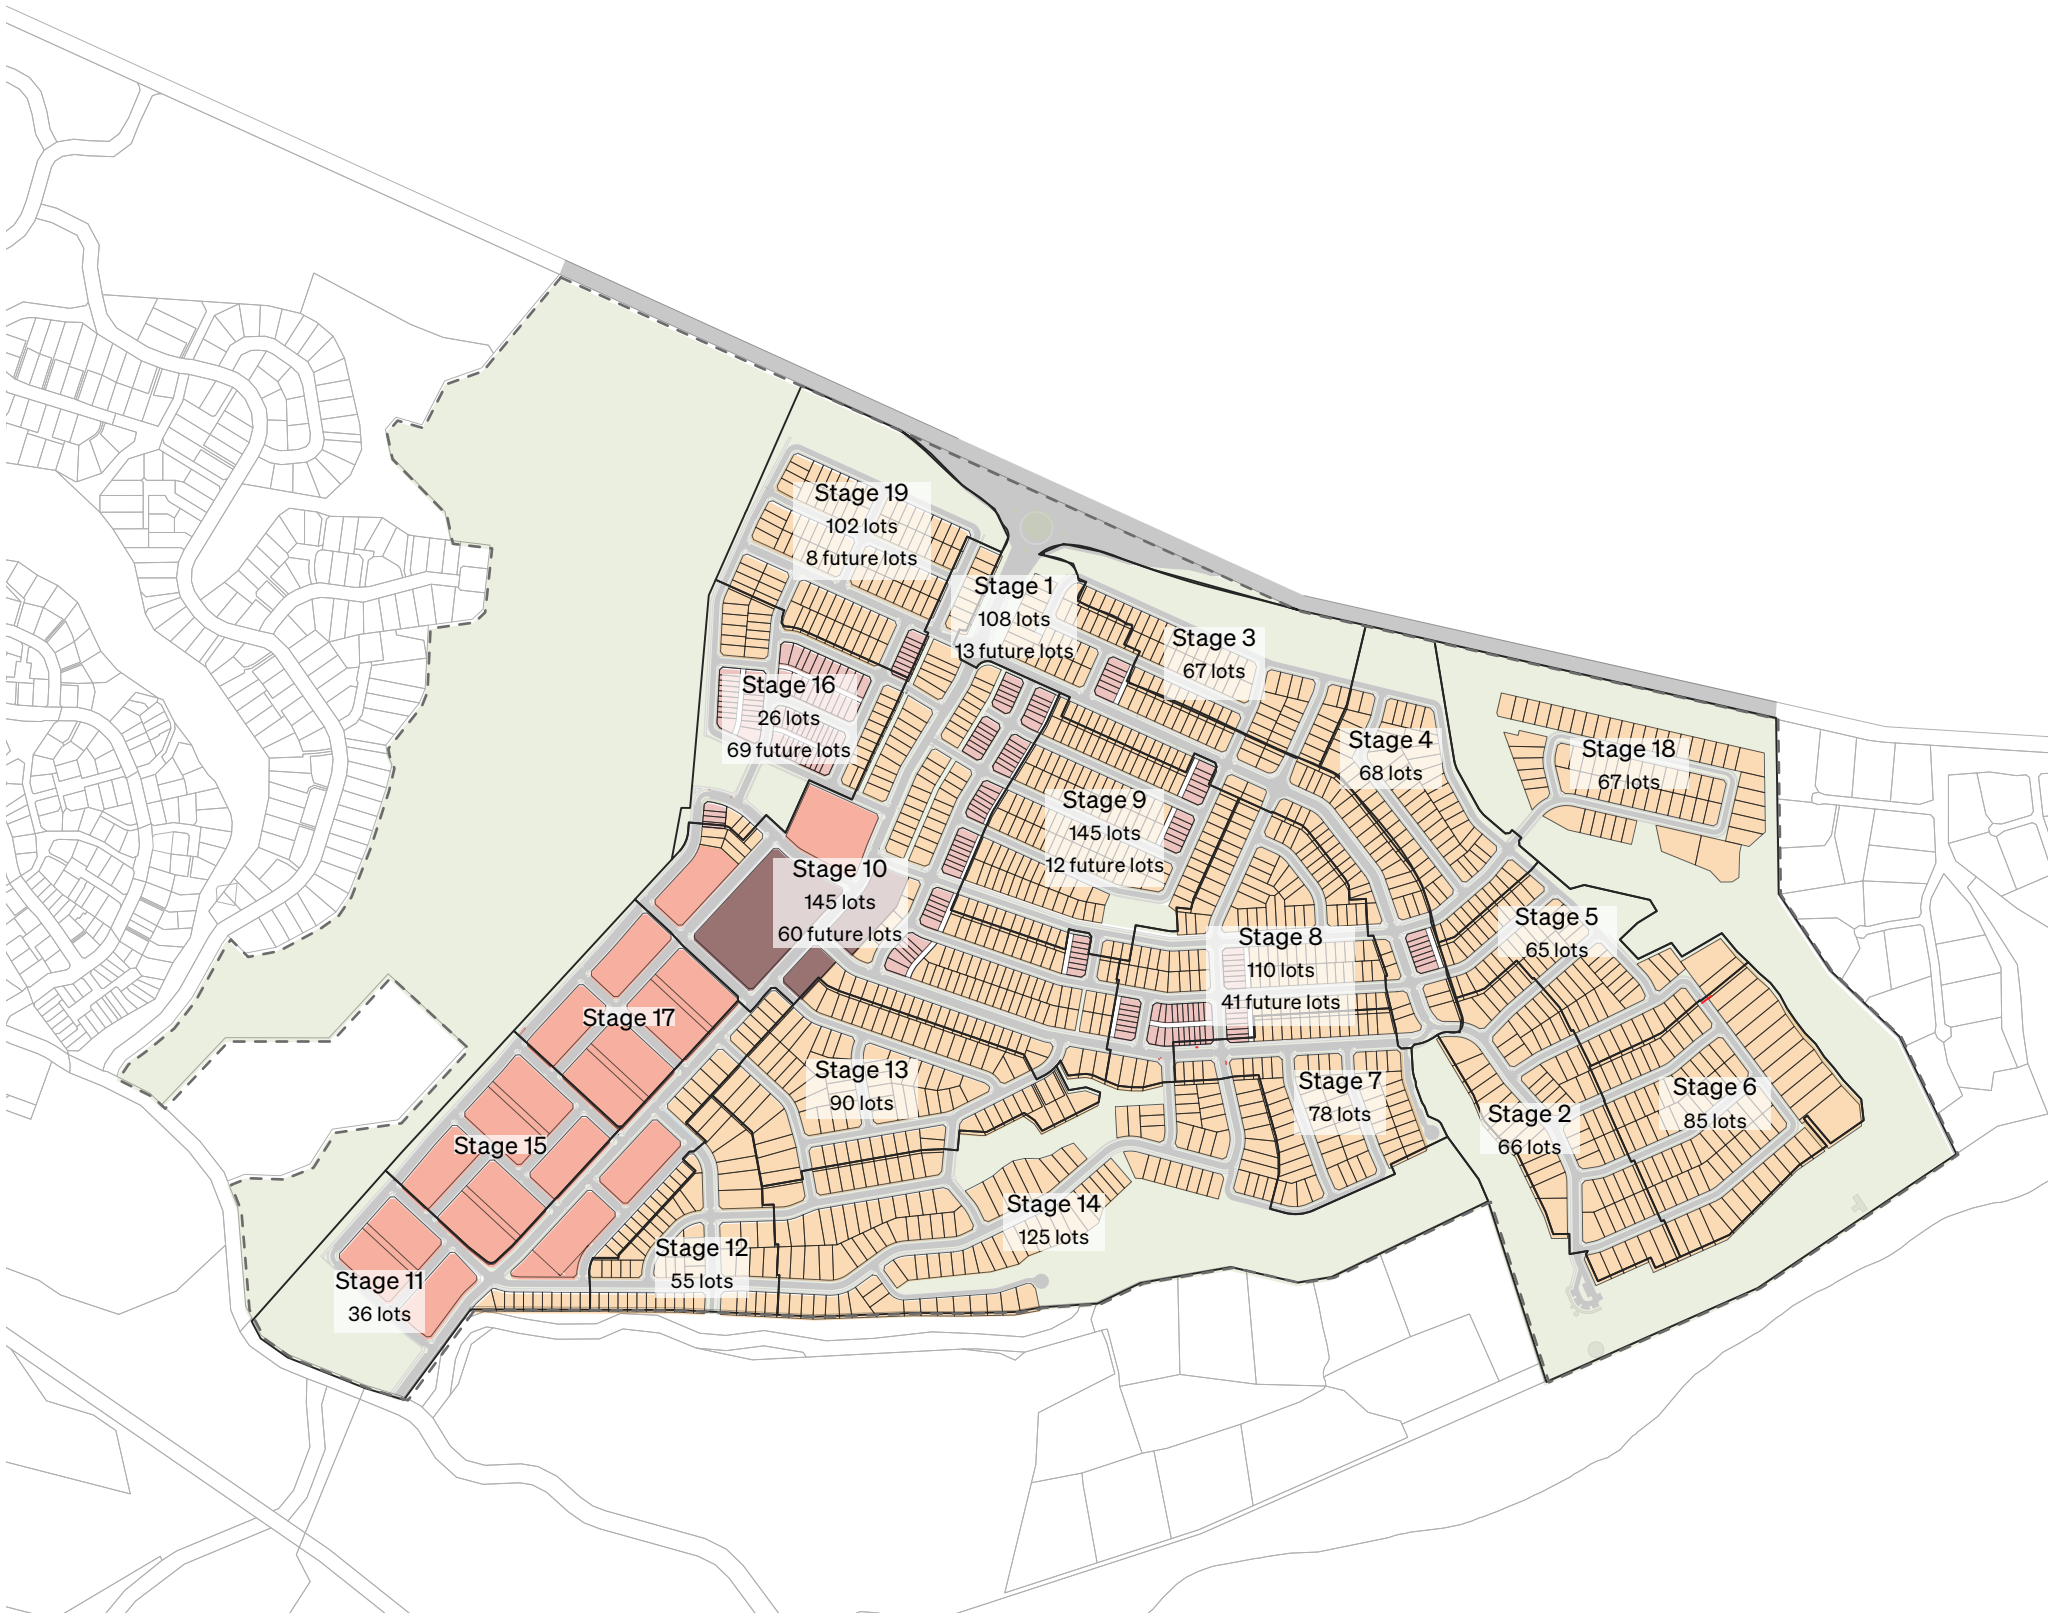 Stage 19
102 lots
8 future lots
Stage 1
108 lots
13 future lots
Stage 3
67 lots
Stage 16
26 lots
69 future lots
Stage 4
68 lots
Stage 18
67 lots
Stage 9
145 lots
12 future lots
Stage 10
145 lots
60 future lots
Stage 5
65 lots
Stage 8
110 lots
41 future lots
Stage 17
Stage 13
90 lots
Stage 7
78 lots
Stage 6
85 lots
Stage 2
66 lots
Stage 15
Stage 14
125 lots
Stage 12
55 lots
Stage 11
36 lots